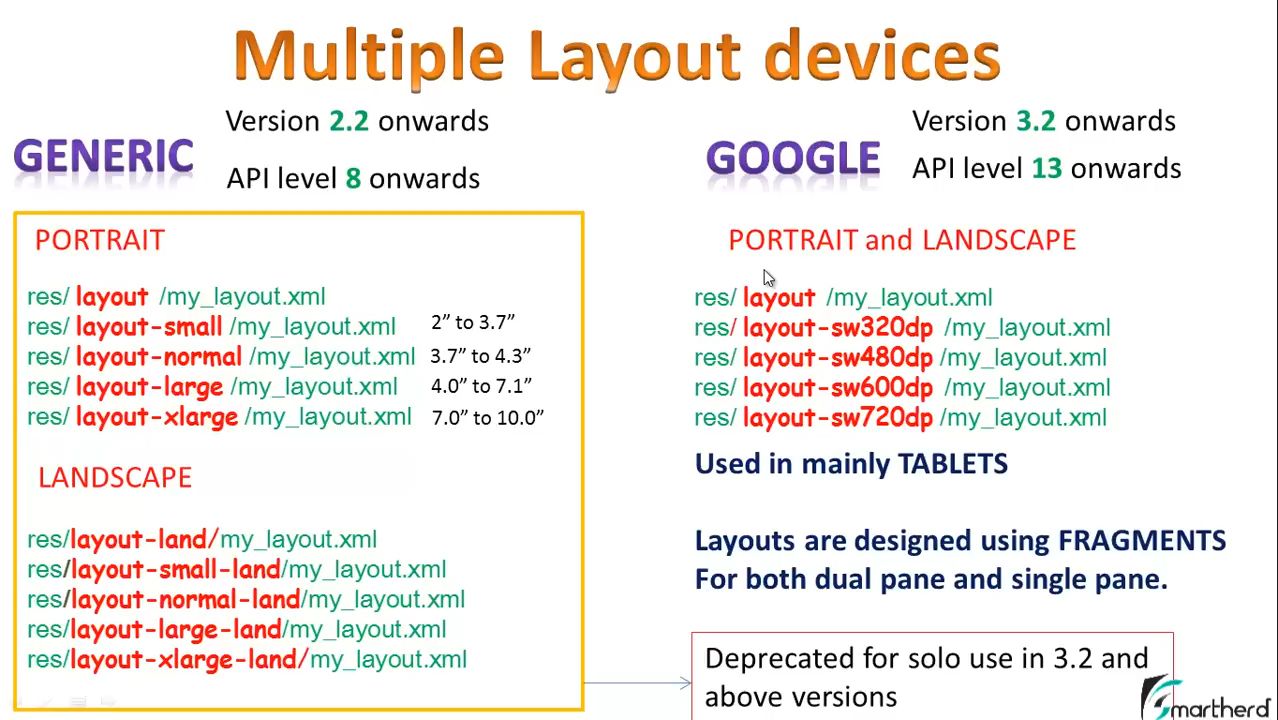 Multiple Layout devices
GENERIC
Version 2.2 onwards
API level 8 onwards
PORTRAIT
res/ layout /my_layout.xml
res/ layout-small /my_layout.xml 2” to 3.7”
res/ layout-normal /my_layout.xml 3.7” to 4.3”
res/ layout-large /my_layout.xml 4.0” to 7.1”
res/ layout-xlarge /my_layout.xml 7.0” to 10.0”
LANDSCAPE
res/layout-land/my_layout.xml
res/layout-small-land/my_layout.xml
res/layout-normal-land/my_layout.xml
res/layout-large-land/my_layout.xml
res/layout-xlarge-land/my_layout.xml
GOOGLE
Version 3.2 onwards
API level 13 onwards
PORTRAIT and LANDSCAPE
res/ layout /my_layout.xml
res/ layout-sw320dp /my_layout.xml
res/ layout-sw480dp /my_layout.xml
res/ layout-sw600dp /my_layout.xml
res/ layout-sw720dp /my_layout.xml
Used in mainly TABLETS
Layouts are designed using FRAGMENTS
For both dual pane and single pane.
Deprecated for solo use in 3.2 and
above versions
Smartherd